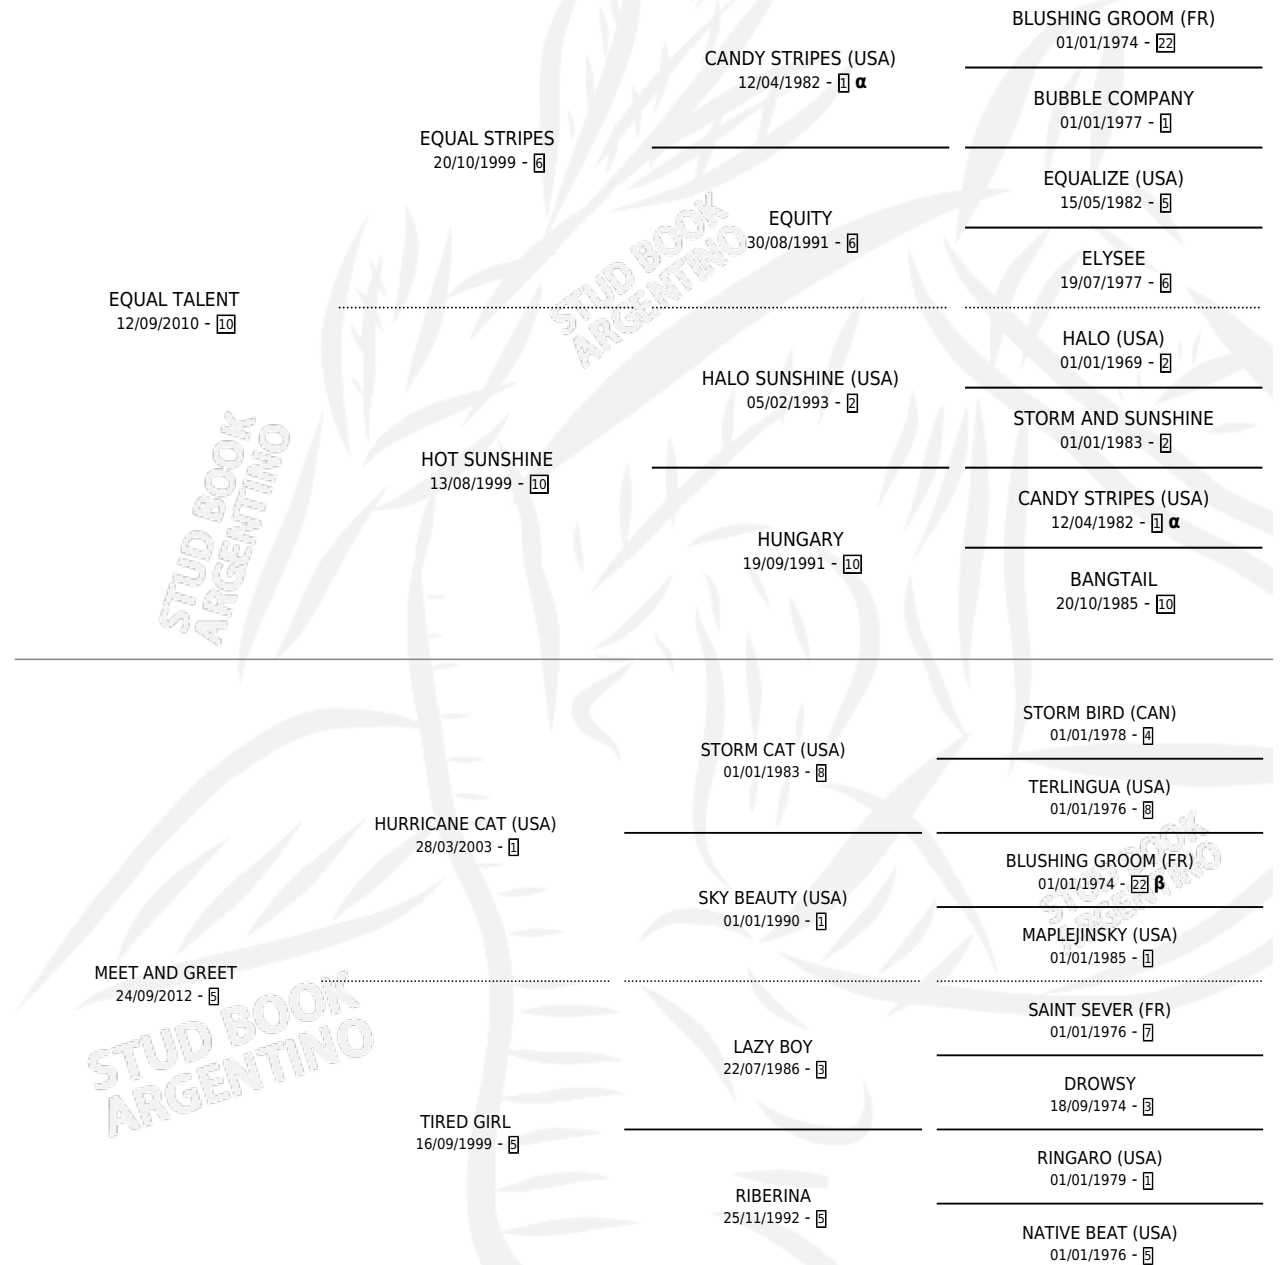 BLUSHING GROOM (FR)
01/01/1974 - 22
CANDY STRIPES (USA)
12/04/1982 - 1 α
BUBBLE COMPANY
01/01/1977 - 1
EQUAL STRIPES
20/10/1999 - 6
EQUALIZE (USA)
15/05/1982 - 5
EQUITY
30/08/1991 - 6
ELYSEE
19/07/1977 - 6
EQUAL TALENT
12/09/2010 - 10
HALO (USA)
01/01/1969 - 2
HALO SUNSHINE (USA)
05/02/1993 - 2
STORM AND SUNSHINE
01/01/1983 - 2
HOT SUNSHINE
13/08/1999 - 10
CANDY STRIPES (USA)
12/04/1982 - 1 α
HUNGARY
19/09/1991 - 10
BANGTAIL
20/10/1985 - 10
STORM BIRD (CAN)
01/01/1978 - 4
STORM CAT (USA)
01/01/1983 - 8
TERLINGUA (USA)
01/01/1976 - 8
HURRICANE CAT (USA)
28/03/2003 - 1
BLUSHING GROOM (FR)
01/01/1974 - 22 β
SKY BEAUTY (USA)
01/01/1990 - 1
MAPLEJINSKY (USA)
01/01/1985 - 1
MEET AND GREET
24/09/2012 - 5
SAINT SEVER (FR)
01/01/1976 - 7
LAZY BOY
22/07/1986 - 3
DROWSY
18/09/1974 - 3
TIRED GIRL
16/09/1999 - 5
RINGARO (USA)
01/01/1979 - 1
RIBERINA
25/11/1992 - 5
NATIVE BEAT (USA)
01/01/1976 - 5
STUD BOOK
ARGENTINO
STUD BOOK
ARGENTINO
STUD BOOK
ARGENTINO
STUD BOOK
ARGENTINO